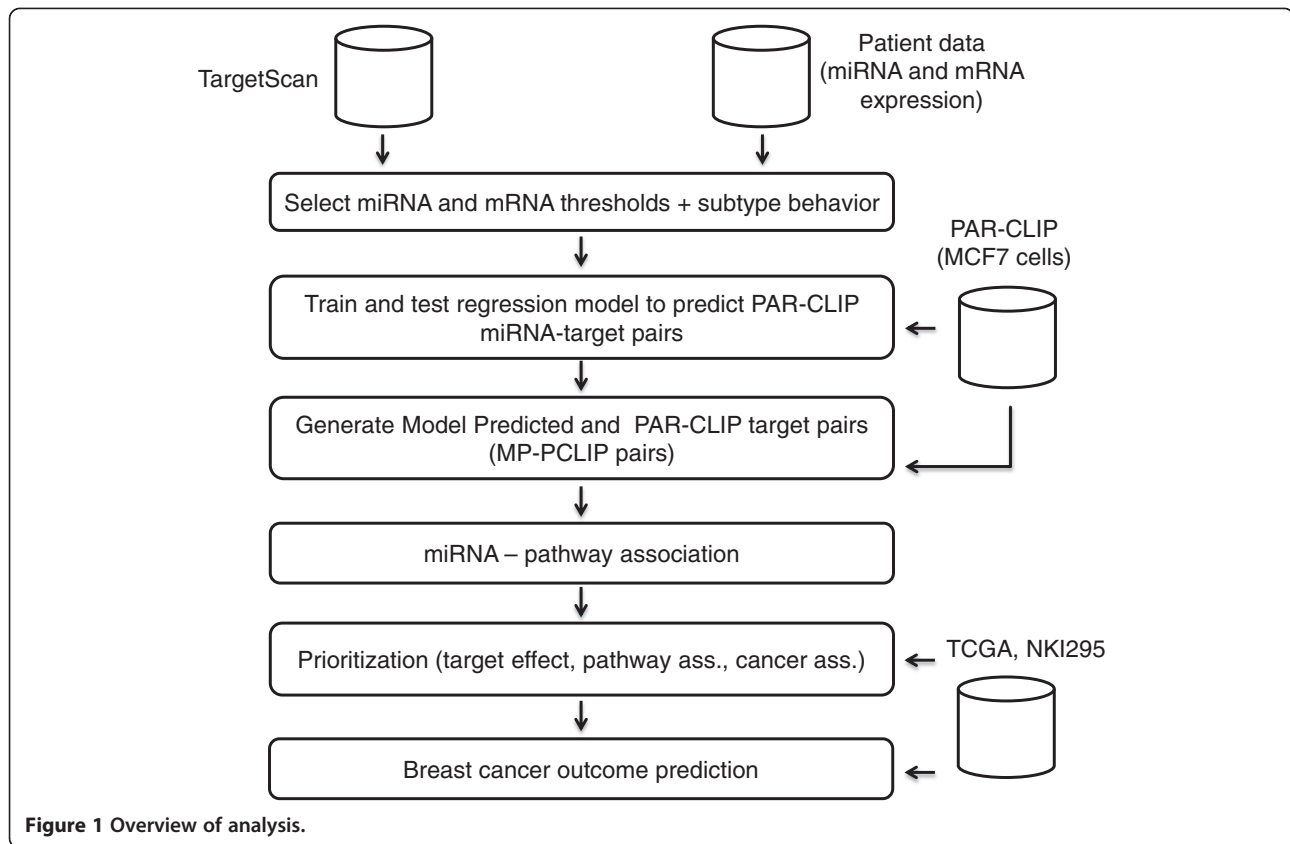 TargetScan
Patient data
(miRNA and mRNA
expression)
Select miRNA and mRNA thresholds + subtype behavior
PAR-CLIP
(MCF7 cells)
Train and test regression model to predict PAR-CLIP
miRNA-target pairs
Generate Model Predicted and PAR-CLIP target pairs
(MP-PCLIP pairs)
miRNA – pathway association
Prioritization (target effect, pathway ass., cancer ass.)
TCGA, NKI295
Breast cancer outcome prediction
Figure 1 Overview of analysis.